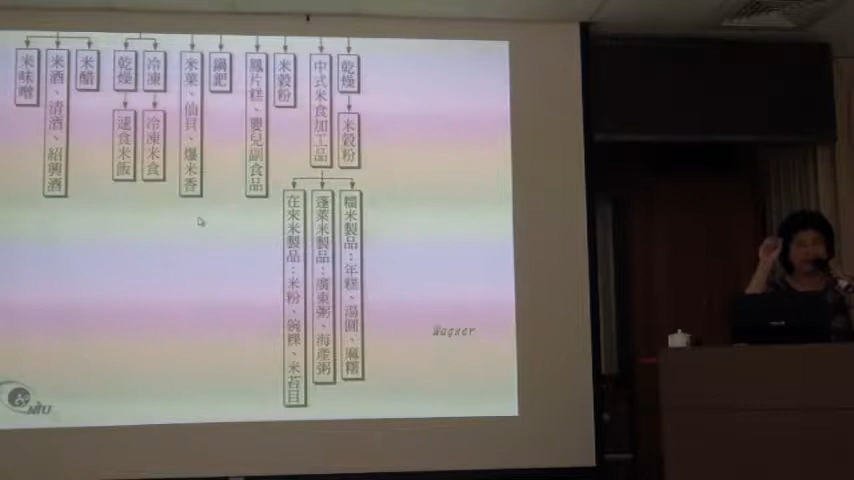 乾燥
米穀粉
中式米食加工品
糯米製品：年糕、湯圓、麻糬
蓬萊米製品：廣東粥、海產粥
在來米製品：米粉、碗粿、米苔目
米穀粉
鳳片糕、嬰兒副食品
鍋粑
米菓、仙貝、爆米香
冷凍
冷凍米食
乾燥
速食米飯
米醋
米酒、清酒、紹興酒
米味噌
Wagner
NIU